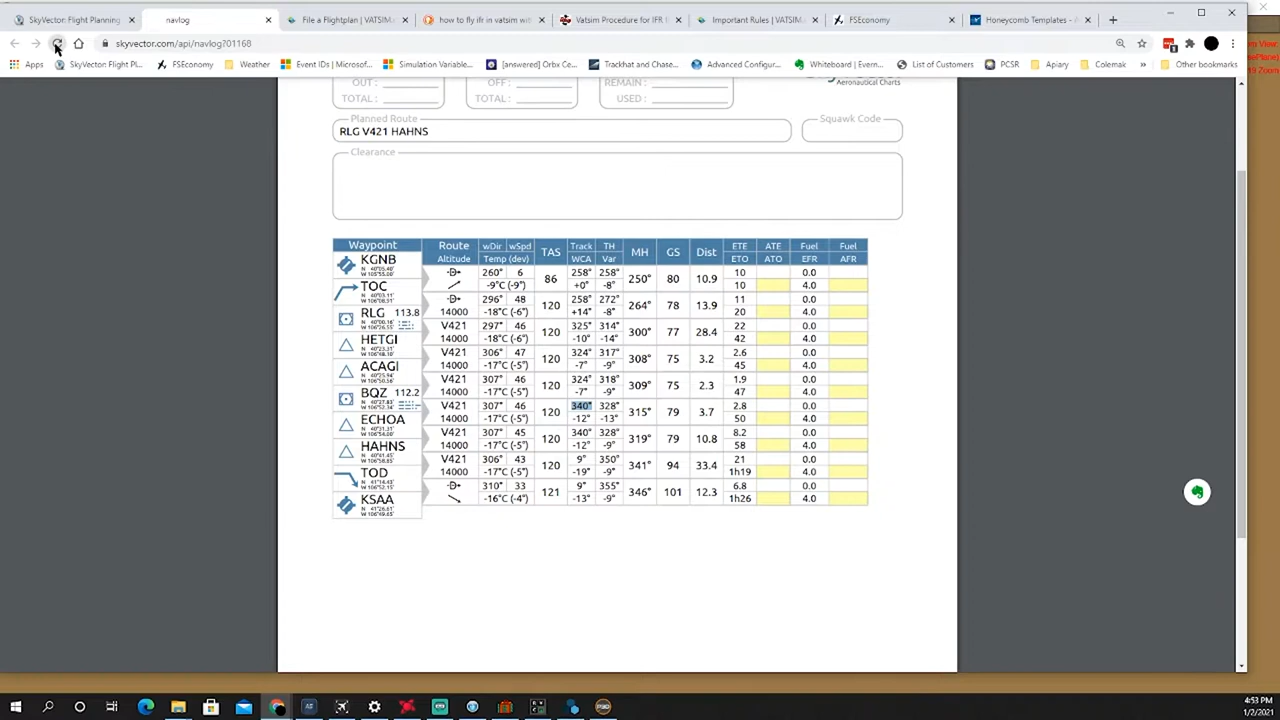 SkyVector: Flight Planning
navlog
File a Flightplan | VATSIM
how to fly ifr in vatsim with
Vatsim Procedure for IFR fl
Important Rules | VATSIM
FSEconomy
Honeycomb Templates - A
skyvector.com/api/navlog?01168
Apps
SkyVector Flight Pl...
FSEconomy
Weather
Event IDs | Microsof...
Simulation Variable...
[answered] Civic Ce...
Trackhat and Chase...
Advanced Configur...
Whiteboard | Evern...
List of Customers
PCSR
Apiary
Colemak
»
Other bookmarks
OUT :
OFF :
REMAIN :
Aeronautical Charts
TOTAL :
TOTAL :
USED :
Planned Route
Squawk Code
RLG V421 HAHNS
Clearance
Waypoint Route wDir wSpd TAS Track TH MH GS Dist ETE ATE Fuel Fuel
Altitude Temp (dev) WCA Var ETO ATO EFR AFR
KGNB
260° 6 86 258° 258° 250° 80 10.9 10 0.0
-9°C (-9°) +0° -8° 10 4.0
TOC
296° 48 120 258° 272° 264° 78 13.9 11 0.0
14000 -18°C (-6°) +14° -8° 20 4.0
RLG 113.8
V421 297° 46 120 325° 314° 300° 77 28.4 22 0.0
14000 -18°C (-6°) -10° -14° 42 4.0
HETGI
V421 306° 47 120 324° 317° 308° 75 3.2 2.6 0.0
14000 -17°C (-5°) -7° -9° 45 4.0
ACAGI
V421 307° 46 120 324° 318° 309° 75 2.3 1.9 0.0
14000 -17°C (-5°) -7° -9° 47 4.0
BQZ 112.2
V421 307° 46 120 340° 328° 315° 79 3.7 2.8 0.0
14000 -17°C (-5°) -12° -13° 50 4.0
ECHOA
V421 307° 45 120 340° 328° 319° 79 10.8 8.2 0.0
14000 -17°C (-5°) -12° -9° 58 4.0
HAHNS
V421 306° 43 120 9° 350° 341° 94 33.4 21 0.0
14000 -17°C (-5°) -19° -9° 1h19 4.0
TOD
310° 33 121 9° 355° 346° 101 12.3 6.8 0.0
-16°C (-4°) -13° -9° 1h26 4.0
KSAA
4:53 PM
1/2/2021